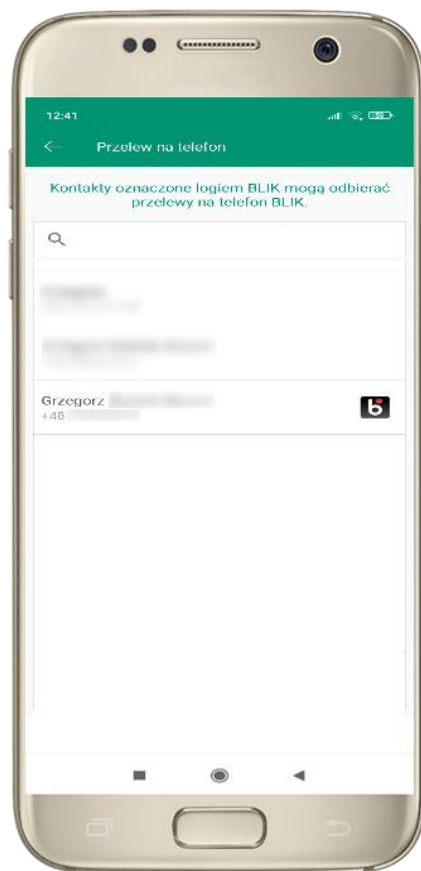 12:41
Przelew na telefon
Kontakty oznaczone logiem BLIK mogą odbierać
przelewy na telefon BLIK.
Grzegorz
+48